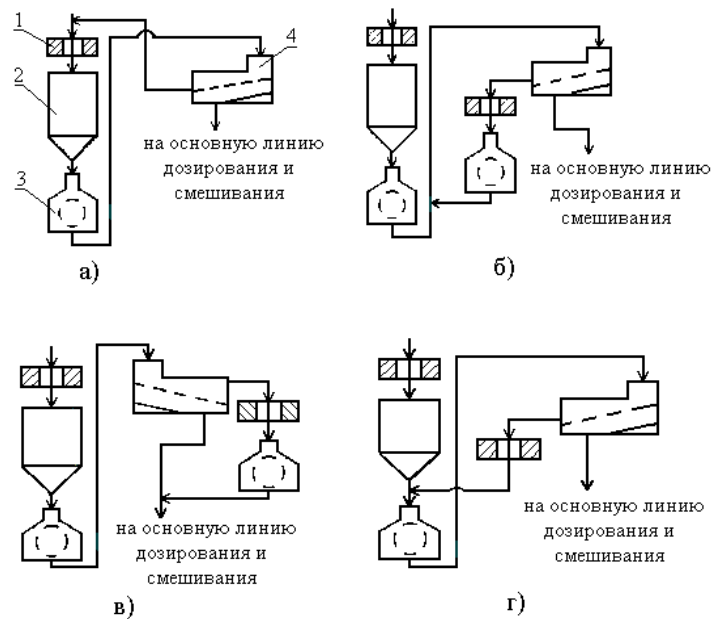 1
4
2
3
на основную линию
дозирования и
смешивания
а)
на основную линию
дозирования и
смешивания
б)
на основную линию
дозирования и
смешивания
в)
на основную линию
дозирования и
смешивания
г)